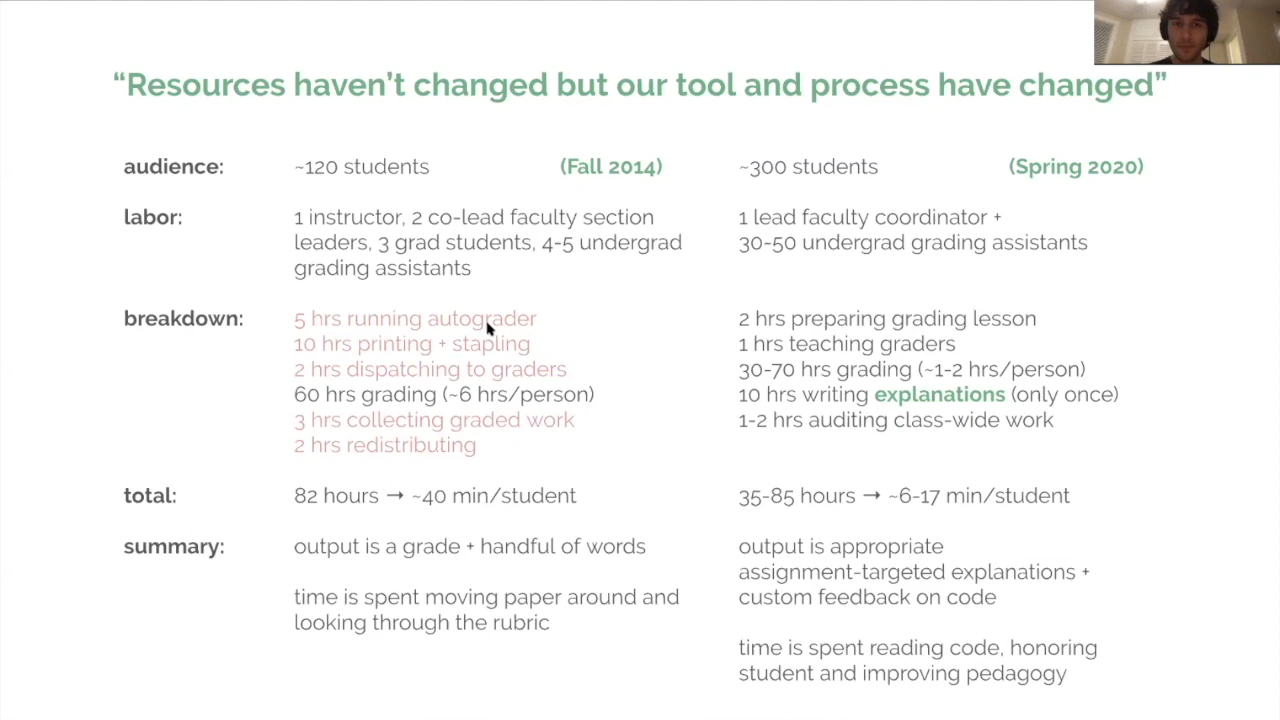 “Resources haven’t changed but our tool and process have changed”
audience:
~120 students (Fall 2014)
~300 students (Spring 2020)
labor:
1 instructor, 2 co-lead faculty section
leaders, 3 grad students, 4-5 undergrad
grading assistants
1 lead faculty coordinator +
30-50 undergrad grading assistants
breakdown:
5 hrs running autograder
10 hrs printing + stapling
2 hrs dispatching to graders
60 hrs grading (~6 hrs/person)
3 hrs collecting graded work
2 hrs redistributing
2 hrs preparing grading lesson
1 hrs teaching graders
30-70 hrs grading (~1-2 hrs/person)
10 hrs writing explanations (only once)
1-2 hrs auditing class-wide work
total:
82 hours → ~40 min/student
35-85 hours → ~6-17 min/student
summary:
output is a grade + handful of words
time is spent moving paper around and
looking through the rubric
output is appropriate
assignment-targeted explanations +
custom feedback on code
time is spent reading code, honoring
student and improving pedagogy